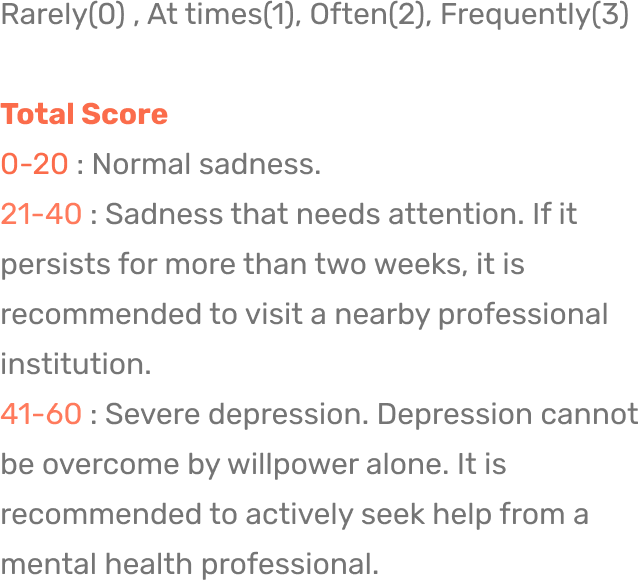 Rarely(0) , At times(1), Often(2), Frequently(3)
Total Score
0-20 : Normal sadness.
21-40 : Sadness that needs attention. If it
persists for more than two weeks, it is
recommended to visit a nearby professional
institution.
41-60 : Severe depression. Depression cannot
be overcome by willpower alone. It is
recommended to actively seek help from a
mental health professional.